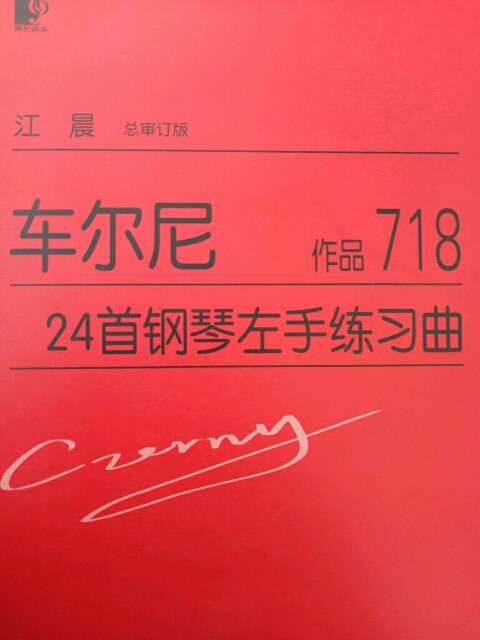 江晨 总审订版
车尔尼 作品 718
24首钢琴左手练习曲
Czerny